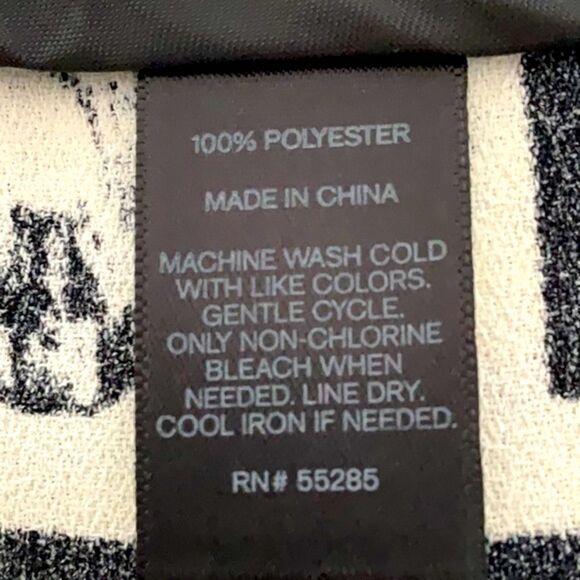 100% POLYESTER
MADE IN CHINA
MACHINE WASH COLD
WITH LIKE COLORS.
GENTLE CYCLE.
ONLY NON-CHLORINE
BLEACH WHEN
NEEDED. LINE DRY.
COOL IRON IF NEEDED.
RN# 55285